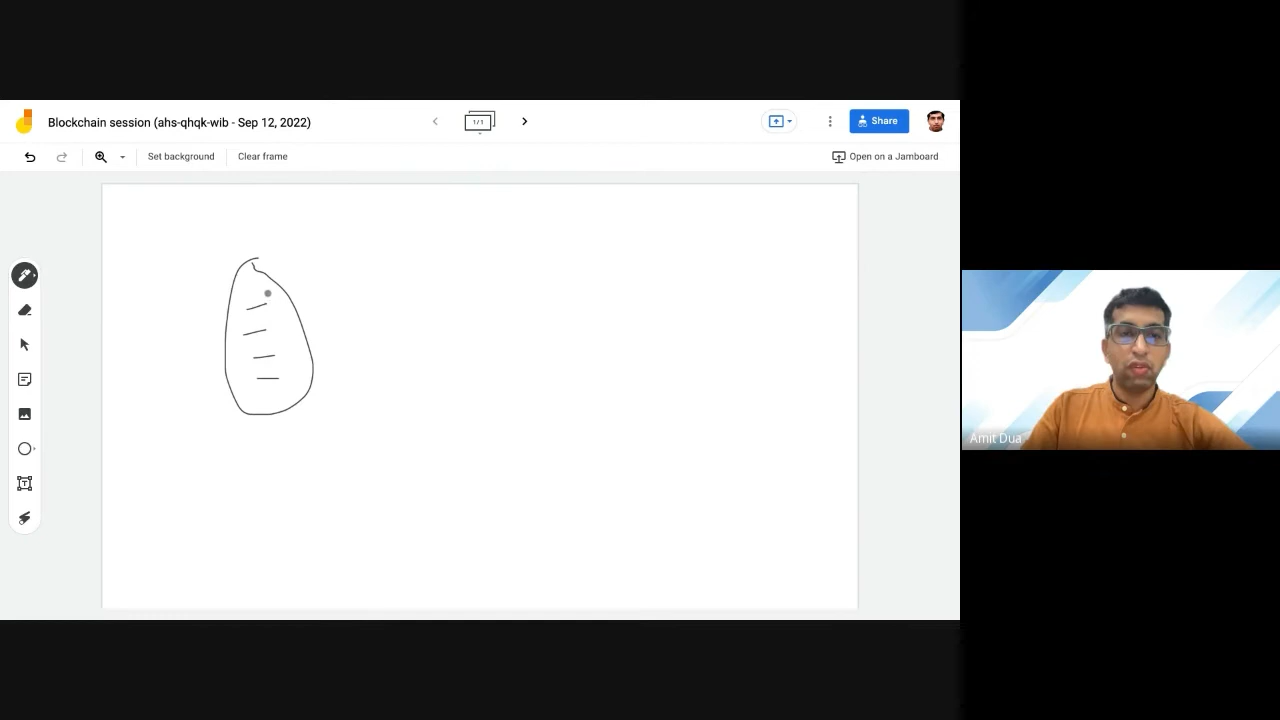 Blockchain session (ahs-qhqk-wib - Sep 12, 2022)
1/1
Share
Set background
Clear frame
Open on a Jamboard
T
Amit Dua